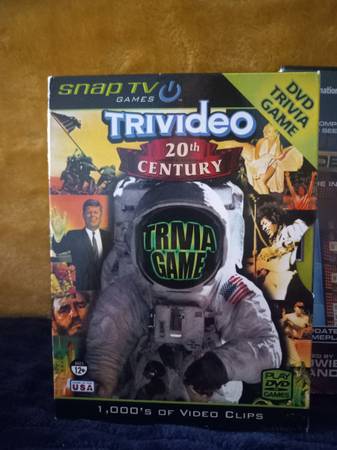 snap TV
GAMES
DVD
TRIVIA
GAME
TRIVIDEO
20th
CENTURY
TRIVIA
GAME
12+
USA
PLAY
DVD
GAMES
1,000's OF VIDEO CLIPS